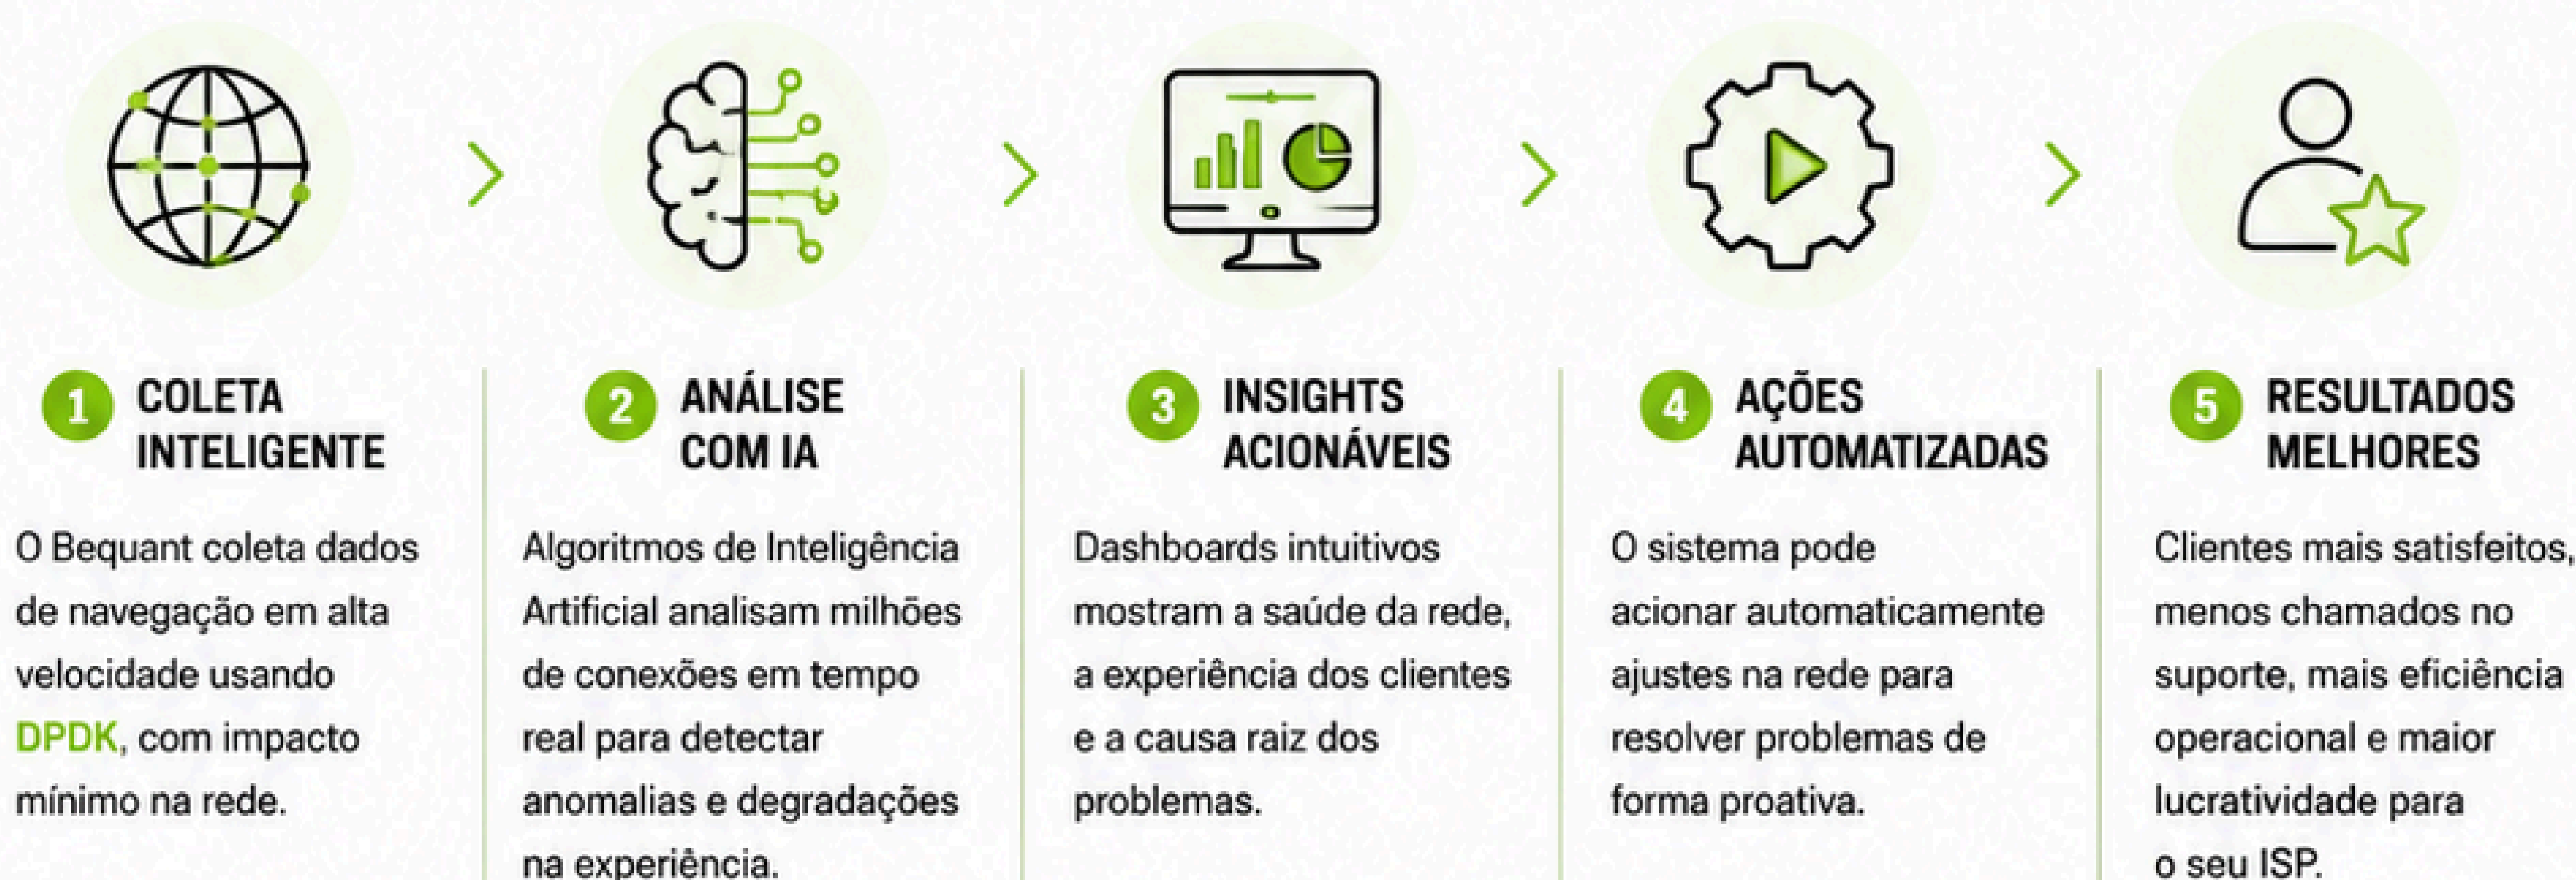 1
COLETA
INTELIGENTE
O Bequant coleta dados
de navegação em alta
velocidade usando
DPDK, com impacto
mínimo na rede.
2
ANÁLISE
COM IA
Algoritmos de Inteligência
Artificial analisam milhões
de conexões em tempo
real para detectar
anomalias e degradações
na experiência.
3
INSIGHTS
ACIONÁVEIS
Dashboards intuitivos
mostram a saúde da rede,
a experiência dos clientes
e a causa raiz dos
problemas.
4
AÇÕES
AUTOMATIZADAS
O sistema pode
acionar automaticamente
ajustes na rede para
resolver problemas de
forma proativa.
5
RESULTADOS
MELHORES
Clientes mais satisfeitos,
menos chamados no
suporte, mais eficiência
operacional e maior
lucratividade para
o seu ISP.